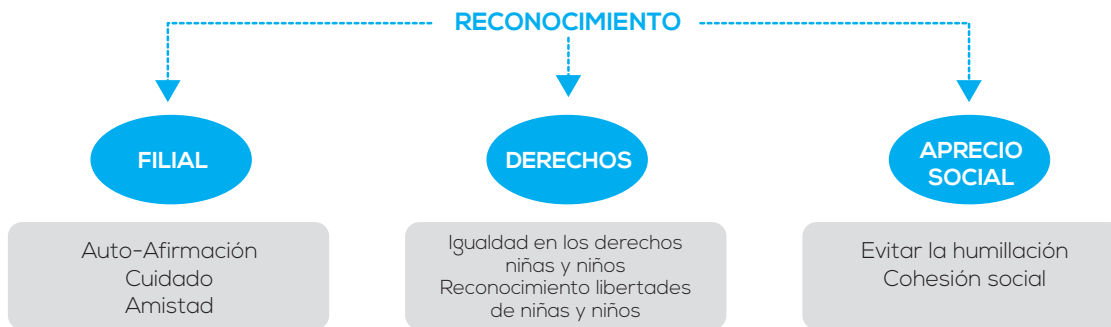 RECONOCIMIENTO
FILIAL
Auto-Afirmación
Cuidado
Amistad
DERECHOS
Igualdad en los derechos
niñas y niños
Reconocimiento libertades
de niñas y niños
APRECIO
SOCIAL
Evitar la humillación
Cohesión social